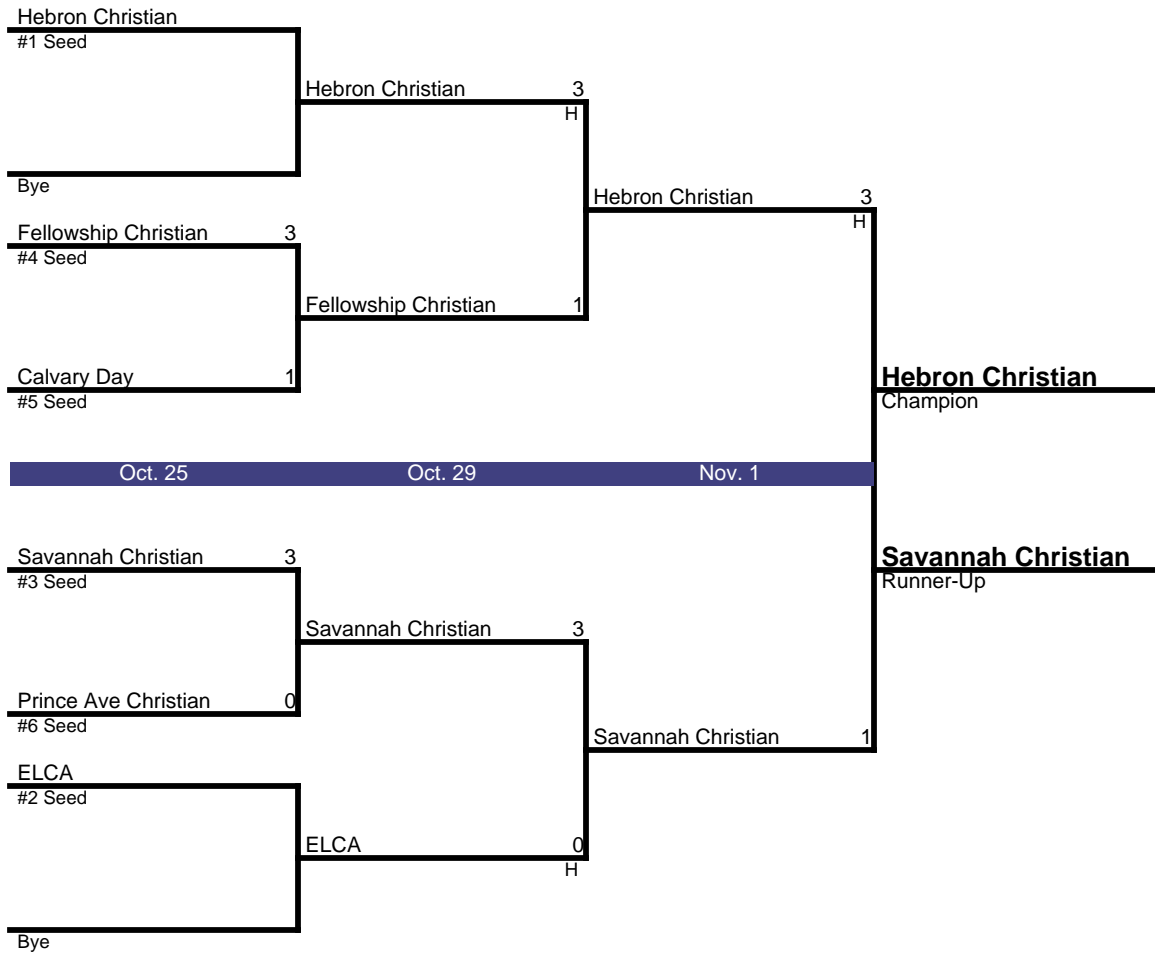 Hebron Christian
#1 Seed
Hebron Christian 3
H
Bye
Hebron Christian 3
H
Fellowship Christian 3
#4 Seed
Fellowship Christian 1
Calvary Day 1
#5 Seed
Hebron Christian
Champion
Oct. 25 Oct. 29 Nov. 1
Savannah Christian 3
#3 Seed
Savannah Christian
Runner-Up
Savannah Christian 3
Prince Ave Christian 0
#6 Seed
Savannah Christian 1
ELCA
#2 Seed
ELCA 0
H
Bye